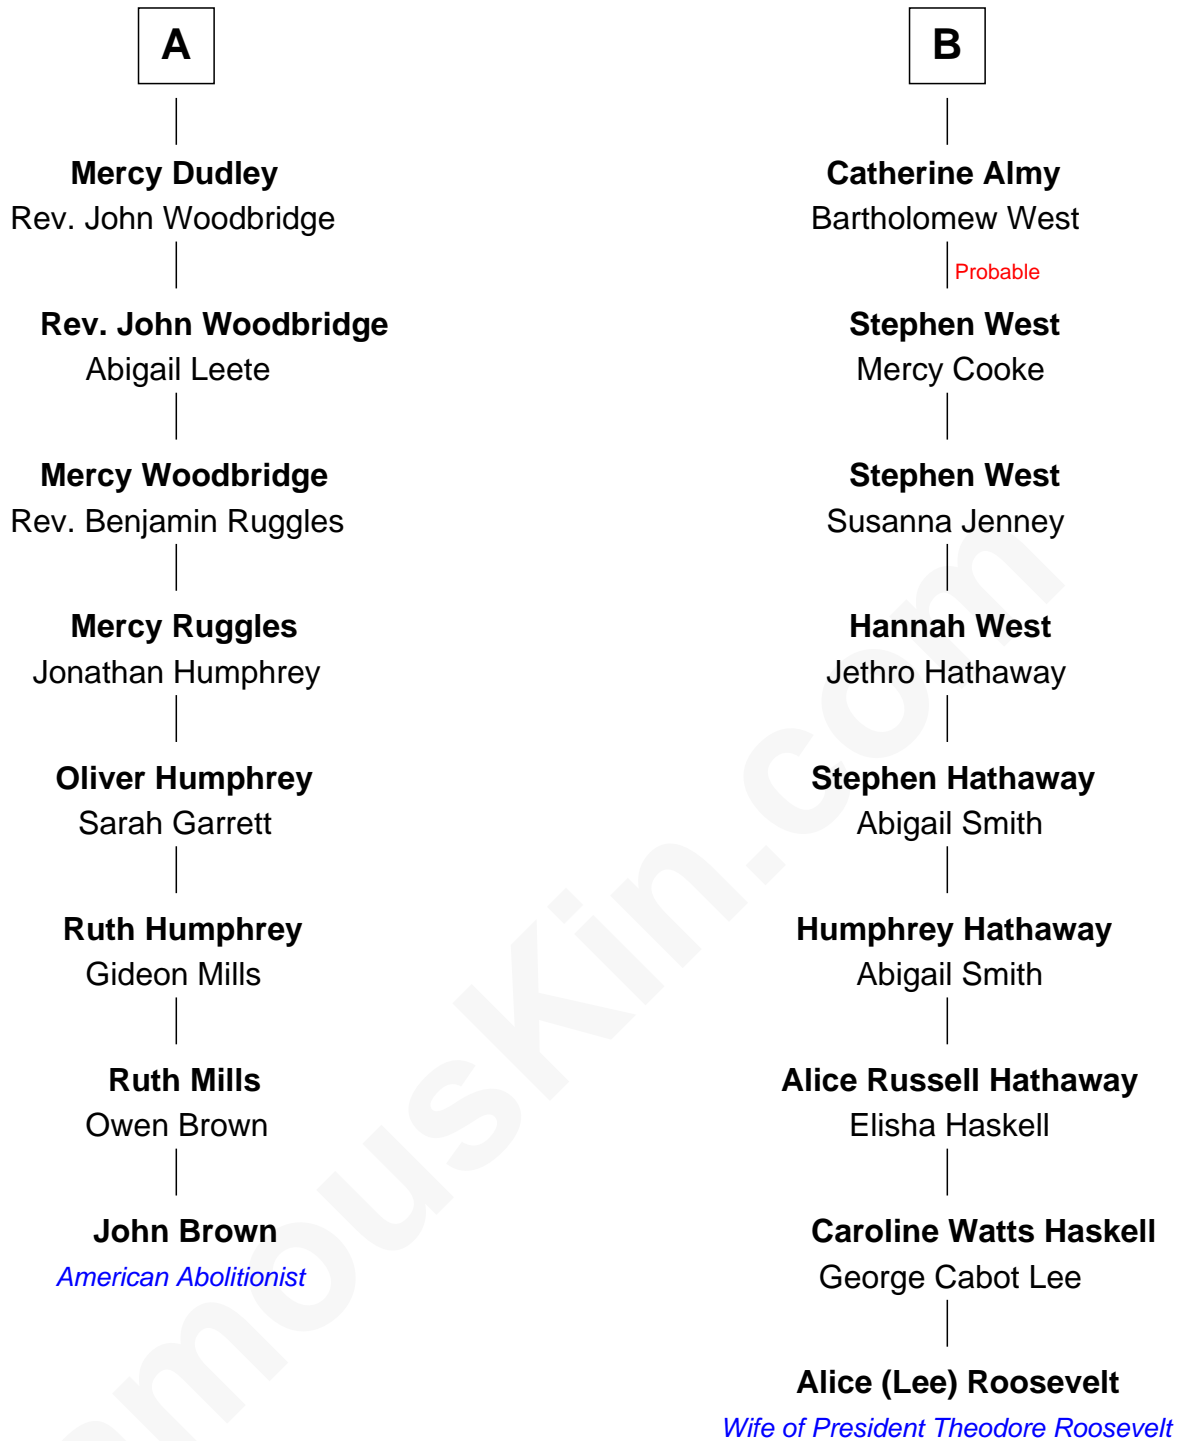 A
Mercy Dudley
Rev. John Woodbridge
Rev. John Woodbridge
Abigail Leete
Mercy Woodbridge
Rev. Benjamin Ruggles
Mercy Ruggles
Jonathan Humphrey
Oliver Humphrey
Sarah Garrett
Ruth Humphrey
Gideon Mills
Ruth Mills
Owen Brown
John Brown
American Abolitionist
B
Catherine Almy
Bartholomew West
Probable
Stephen West
Mercy Cooke
Stephen West
Susanna Jenney
Hannah West
Jethro Hathaway
Stephen Hathaway
Abigail Smith
Humphrey Hathaway
Abigail Smith
Alice Russell Hathaway
Elisha Haskell
Caroline Watts Haskell
George Cabot Lee
Alice (Lee) Roosevelt
Wife of President Theodore Roosevelt
amouskin.com